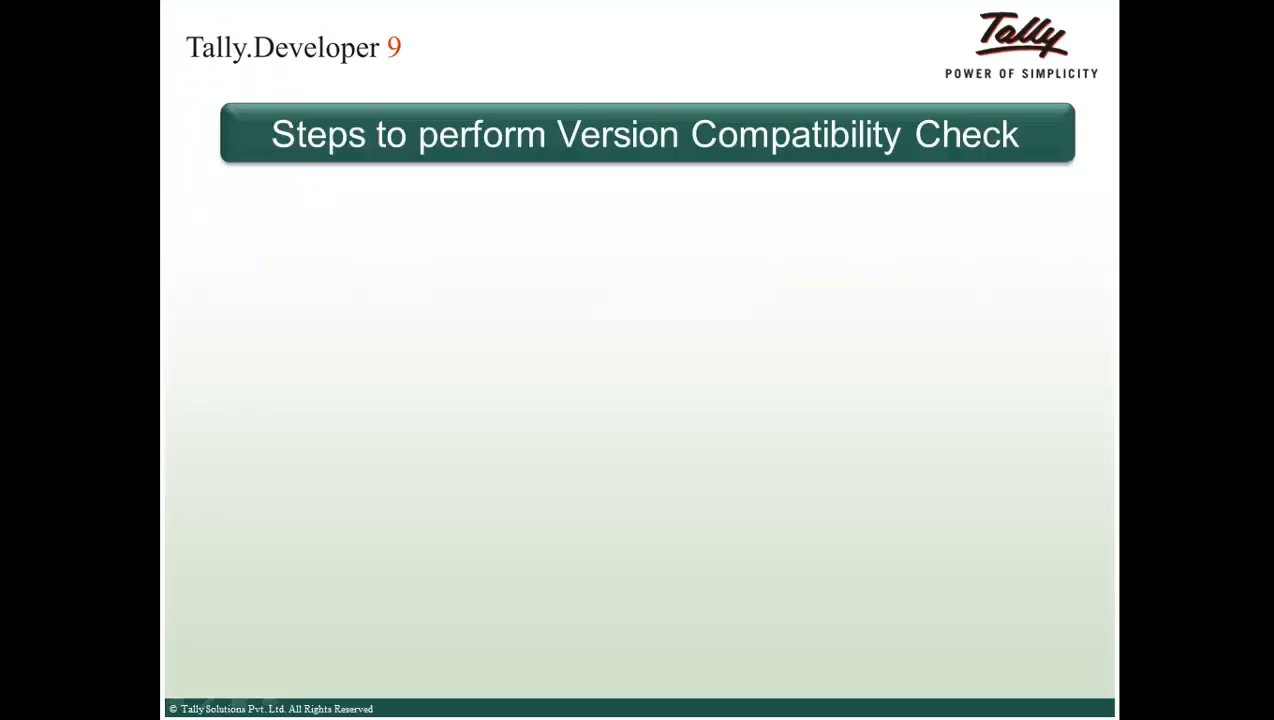 Tally.Developer 9
Tally
POWER OF SIMPLICITY
Steps to perform Version Compatibility Check
© Tally Solutions Pvt. Ltd. All Rights Reserved